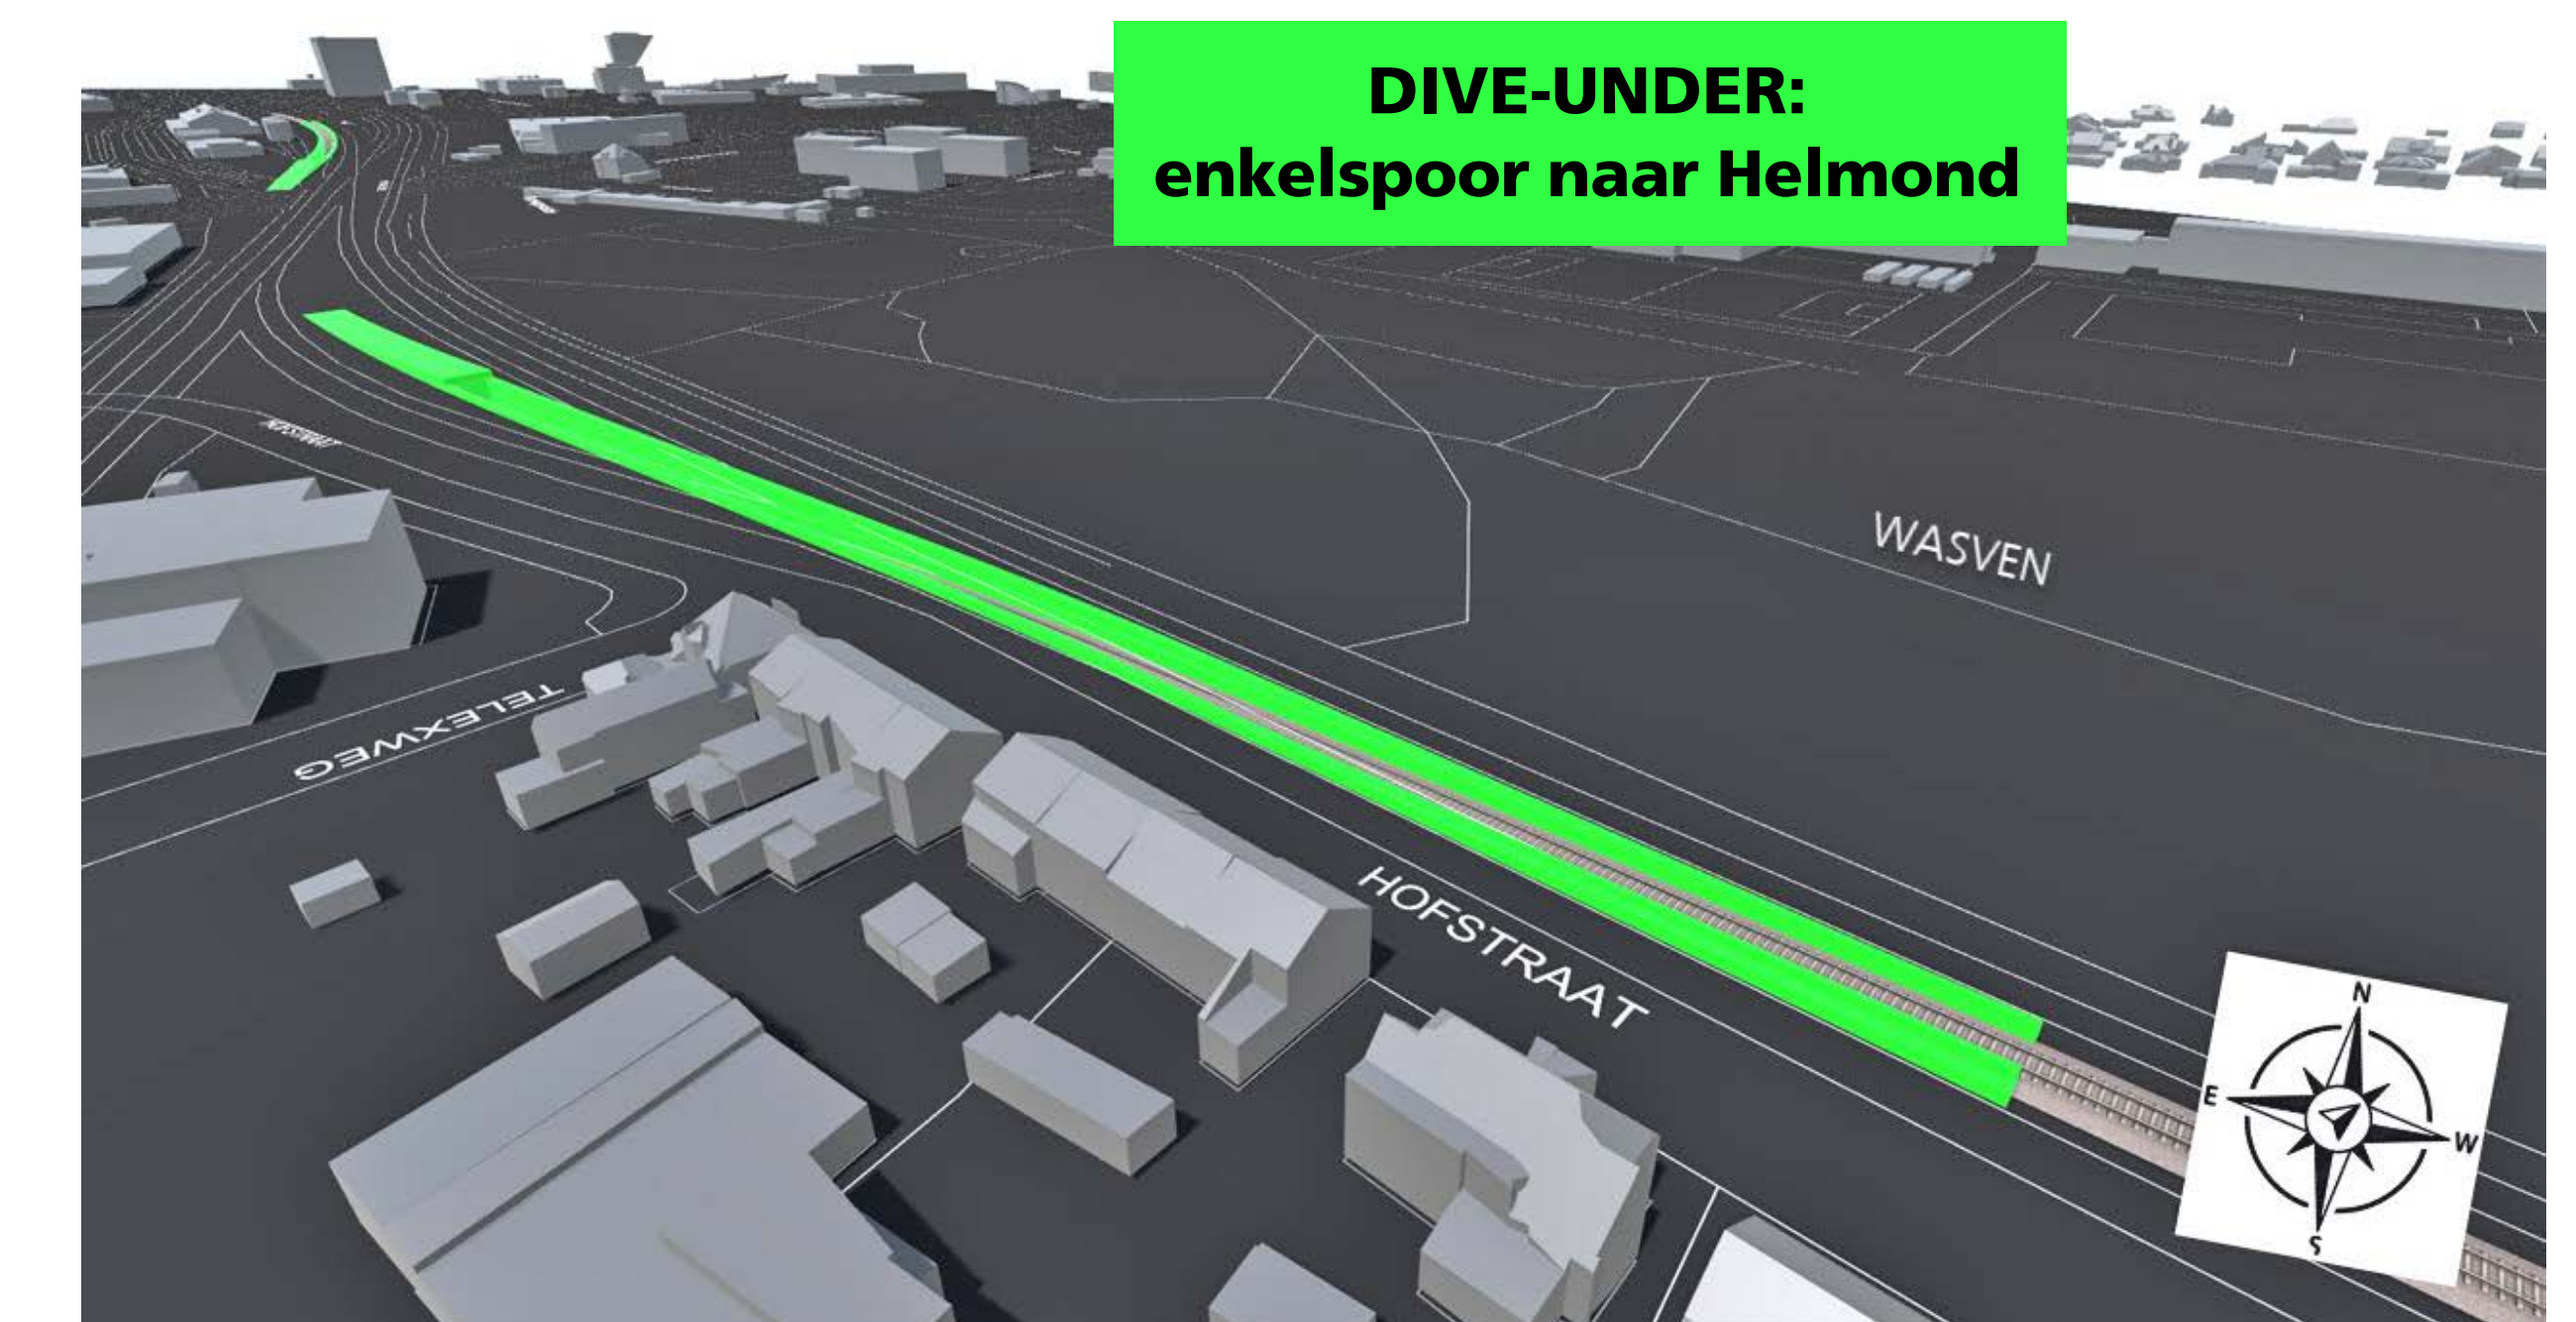 DIVE-UNDER:
enkelspoor naar Helmond
WASVEN
TELEXWEG
HOFSTRAAT
N
E
W
S